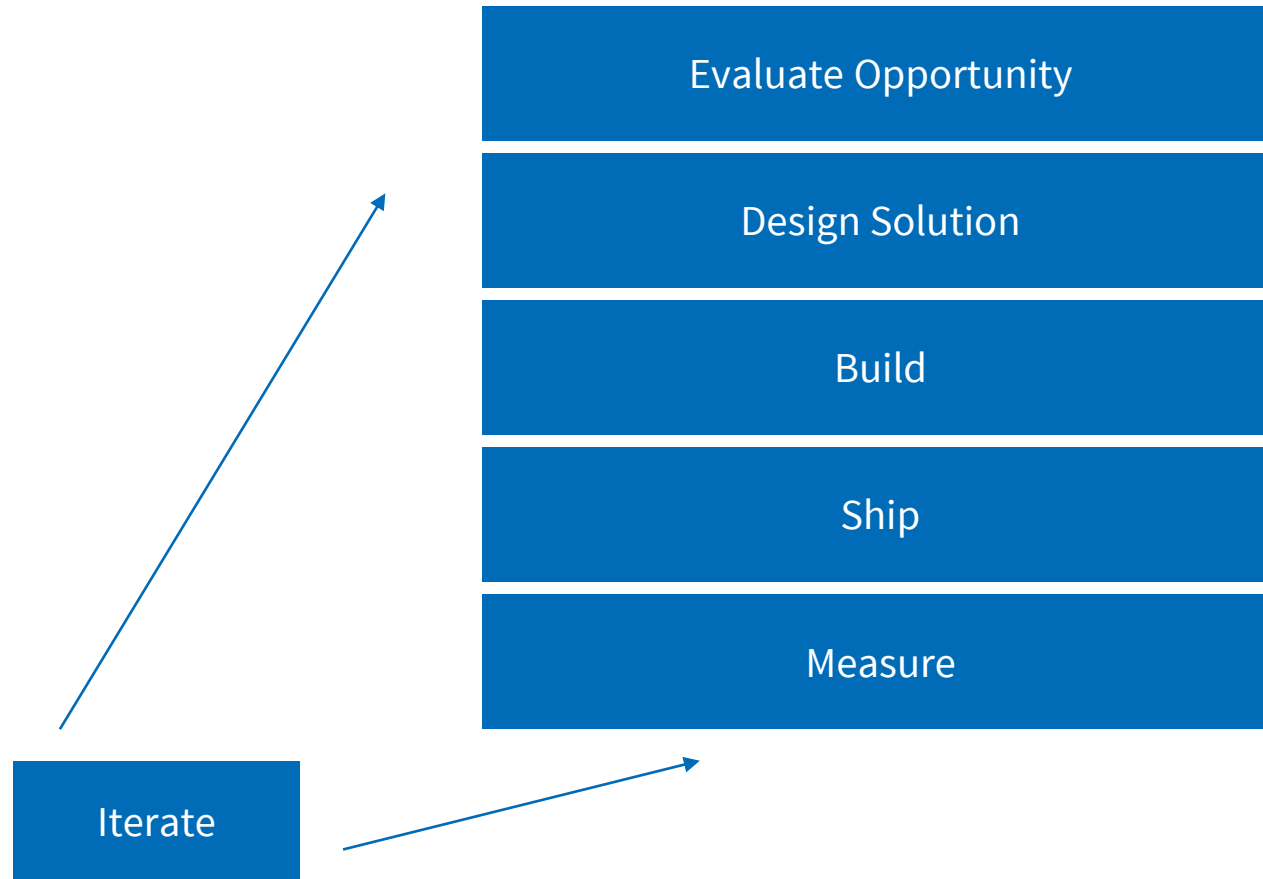 Evaluate Opportunity
Design Solution
Build
Ship
Measure
Iterate